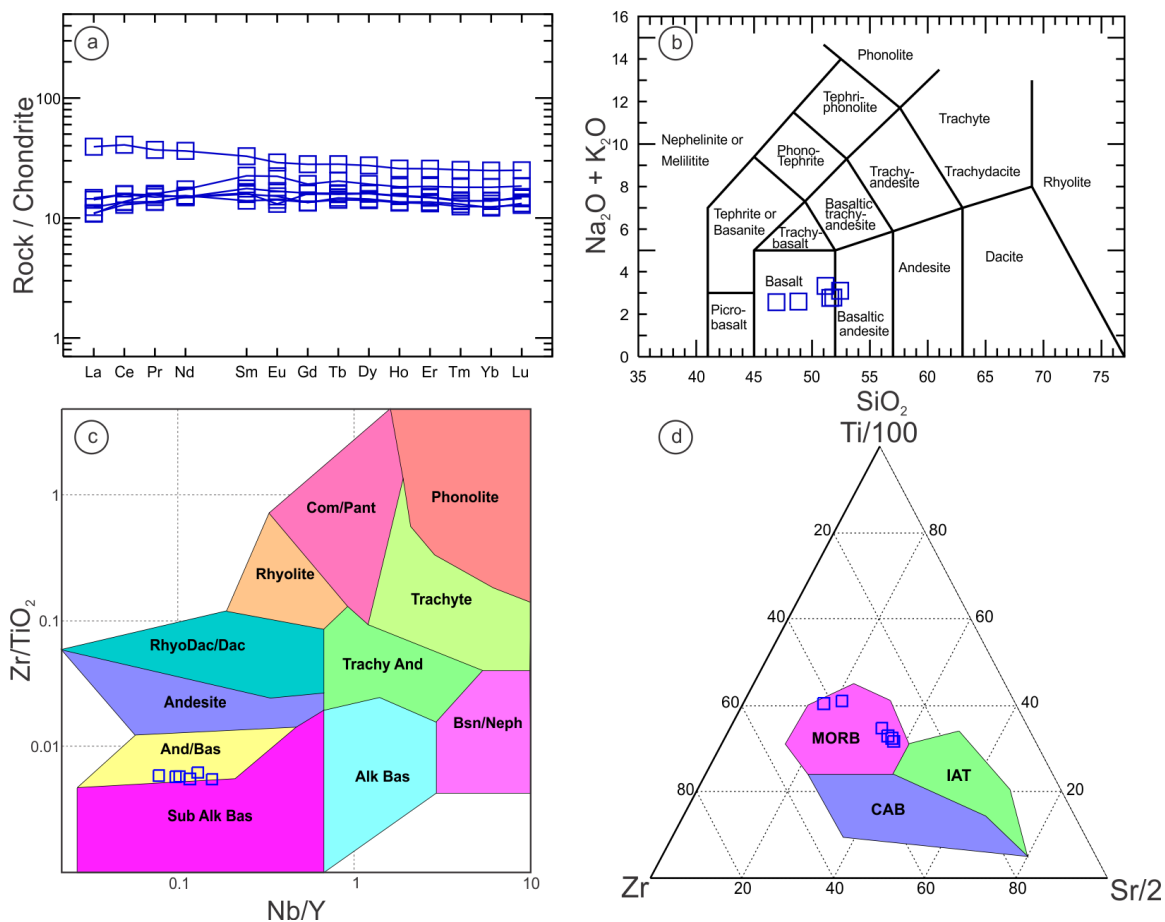 a
100
10
1
Rock / Chondrite
La Ce Pr Nd Sm Eu Gd Tb Dy Ho Er Tm Yb Lu
b
16
14
12
10
8
6
4
2
0
Na₂O + K₂O
Phonolite
Tephri-
phonolite
Trachyte
Nephelinite or
Melilitite
Phono-
Tephrite
Trachy-
andesite
Trachydacite
Rhyolite
Tephrite or
Basanite
Basaltic
trachy-
andesite
Trachy-
basalt
Basalt
Andesite
Dacite
Picro-
basalt
Basaltic
andesite
35 40 45 50 55 60 65 70 75
SiO₂
c
1
0.1
0.01
Zr/TiO₂
Phonolite
Com/Pant
Rhyolite
Trachyte
RhyoDac/Dac
Trachy And
Andesite
Bsn/Neph
And/Bas
Alk Bas
Sub Alk Bas
0.1 1 10
Nb/Y
d
Ti/100
20 80
40 60
60 40
80 20
MORB
IAT
CAB
Zr
Sr/2
20 40 60 80